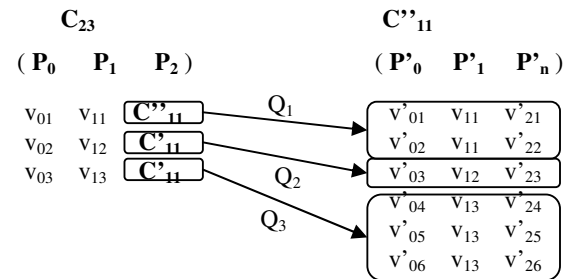 C₂₃ C’’₁₁
( P₀ P₁ P₂ ) ( P’₀ P’₁ P’ₙ )
v₀₁ v₁₁ C’’₁₁ Q₁ v’₀₁ v₁₁ v’₂₁
v₀₂ v₁₂ C’₁₁ v’₀₂ v₁₁ v’₂₂
v₀₃ v₁₃ C’₁₁ Q₂ v’₀₃ v₁₂ v’₂₃
Q₃ v’₀₄ v₁₃ v’₂₄
v’₀₅ v₁₃ v’₂₅
v’₀₆ v₁₃ v’₂₆